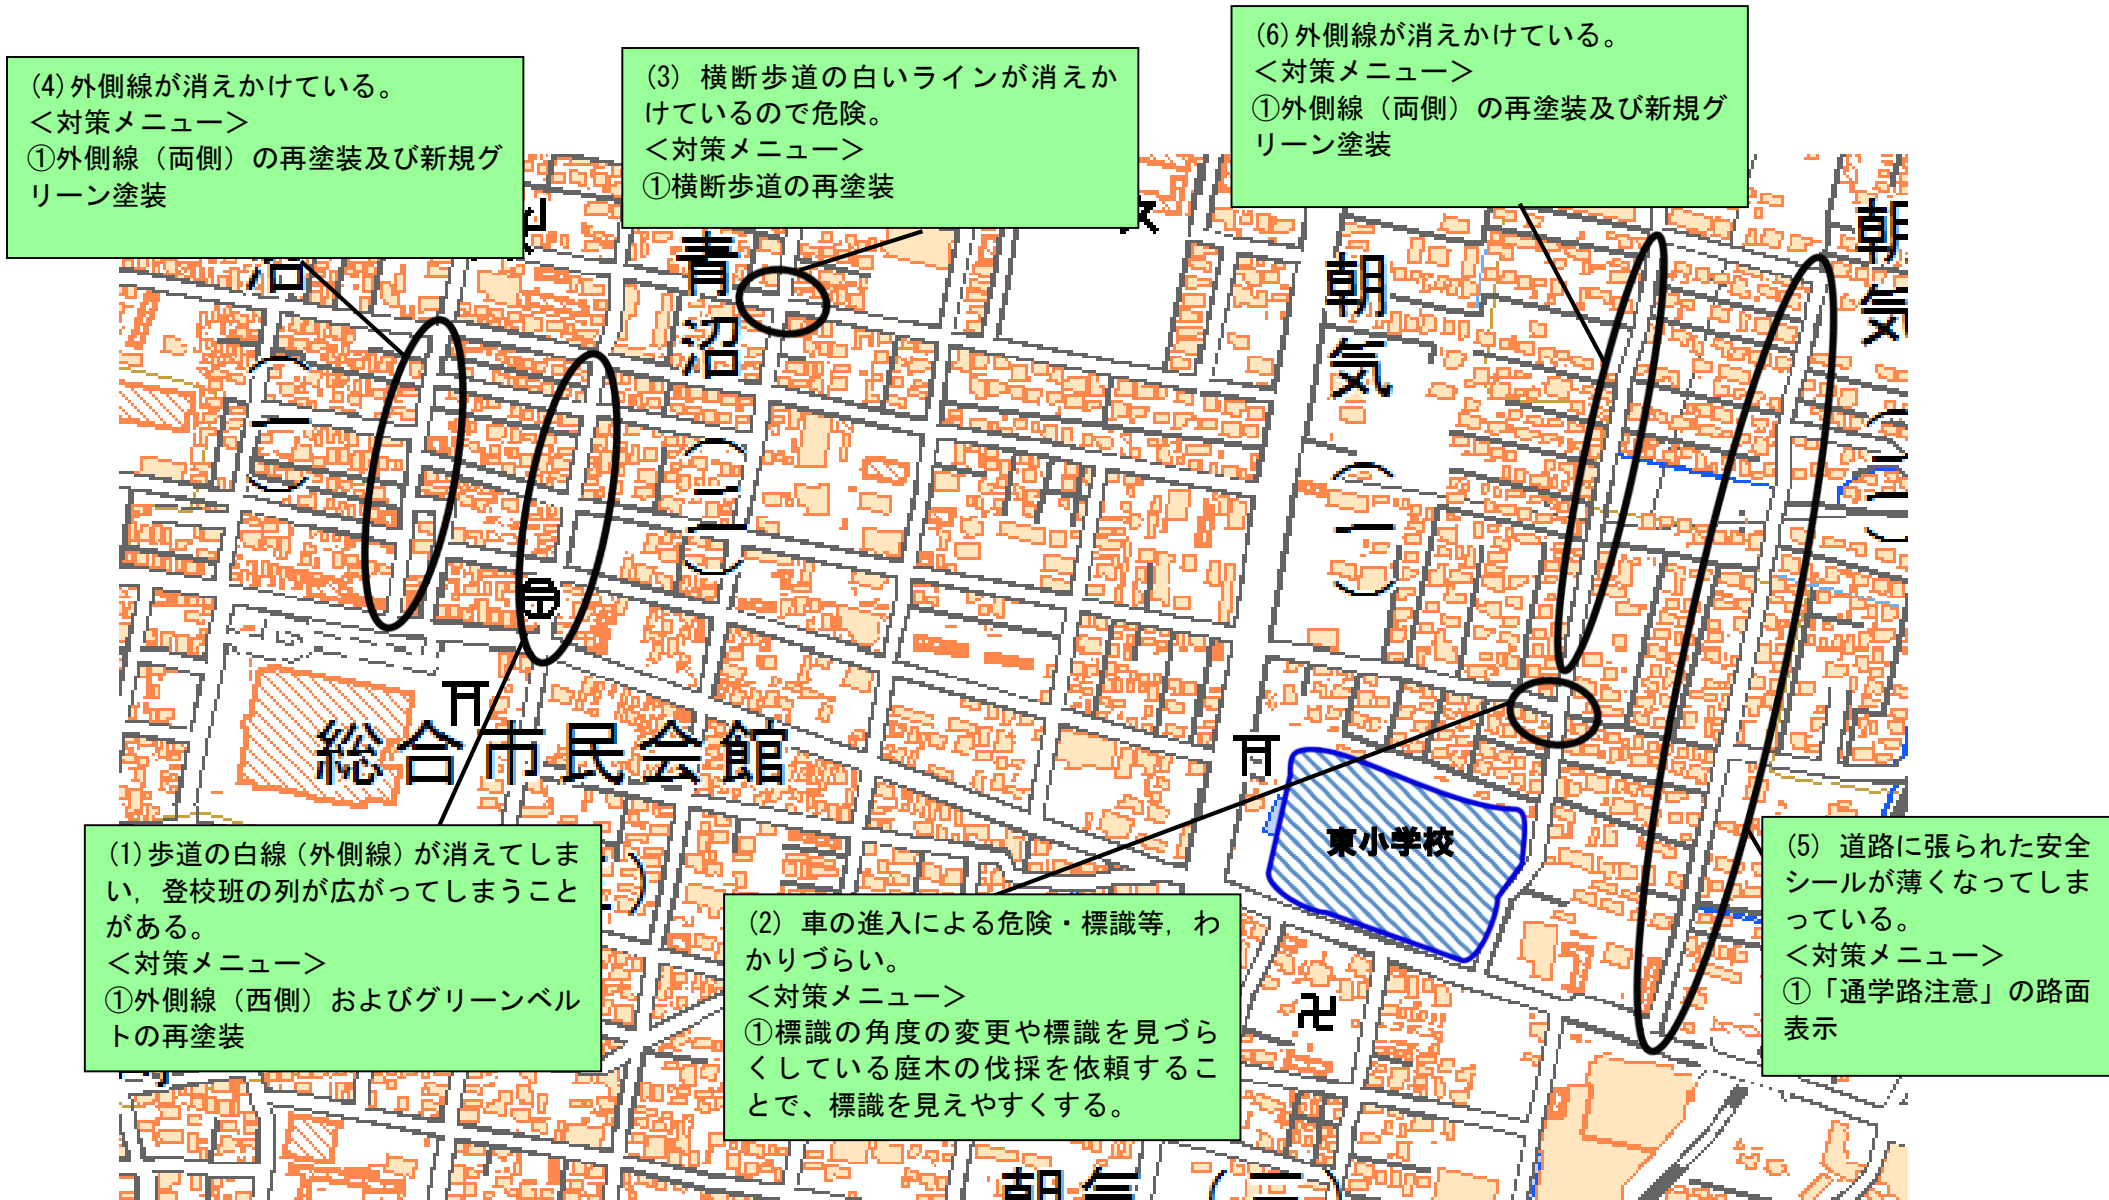 (4)外側線が消えかけている。
＜対策メニュー＞
①外側線（両側）の再塗装及び新規グ
リーン塗装
(3) 横断歩道の白いラインが消えか
けているので危険。
＜対策メニュー＞
①横断歩道の再塗装
(6)外側線が消えかけている。
＜対策メニュー＞
①外側線（両側）の再塗装及び新規グ
リーン塗装
沼（一）
青沼（二）
朝気（一）
朝気（二）
総合市民会館
東小学校
(1)歩道の白線（外側線）が消えてしま
い，登校班の列が広がってしまうこと
がある。
＜対策メニュー＞
①外側線（西側）およびグリーンベル
トの再塗装
(2) 車の進入による危険・標識等，わ
かりづらい。
＜対策メニュー＞
①標識の角度の変更や標識を見づら
くしている庭木の伐採を依頼するこ
とで、標識を見えやすくする。
(5) 道路に張られた安全
シールが薄くなってしま
っている。
＜対策メニュー＞
①「通学路注意」の路面
表示
朝気（三）